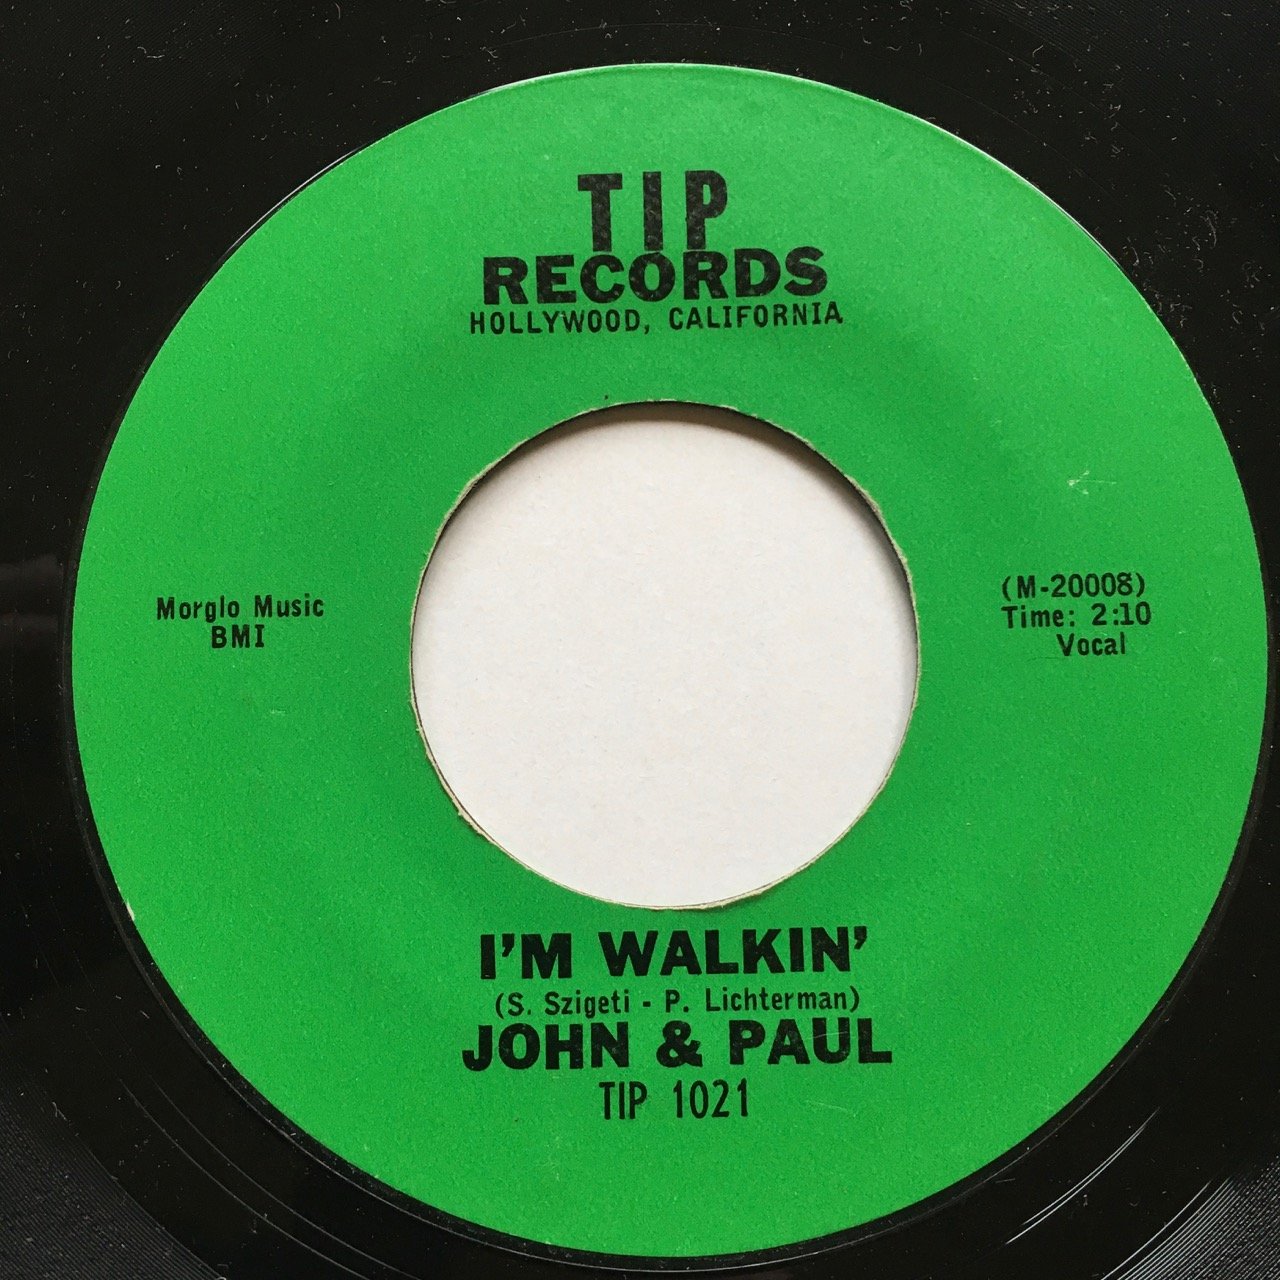 TIP
RECORDS
HOLLYWOOD, CALIFORNIA
Morglo Music
BMI
(M-20008)
Time: 2:10
Vocal
I'M WALKIN'
(S. Szigeti - P. Lichterman)
JOHN & PAUL
TIP 1021